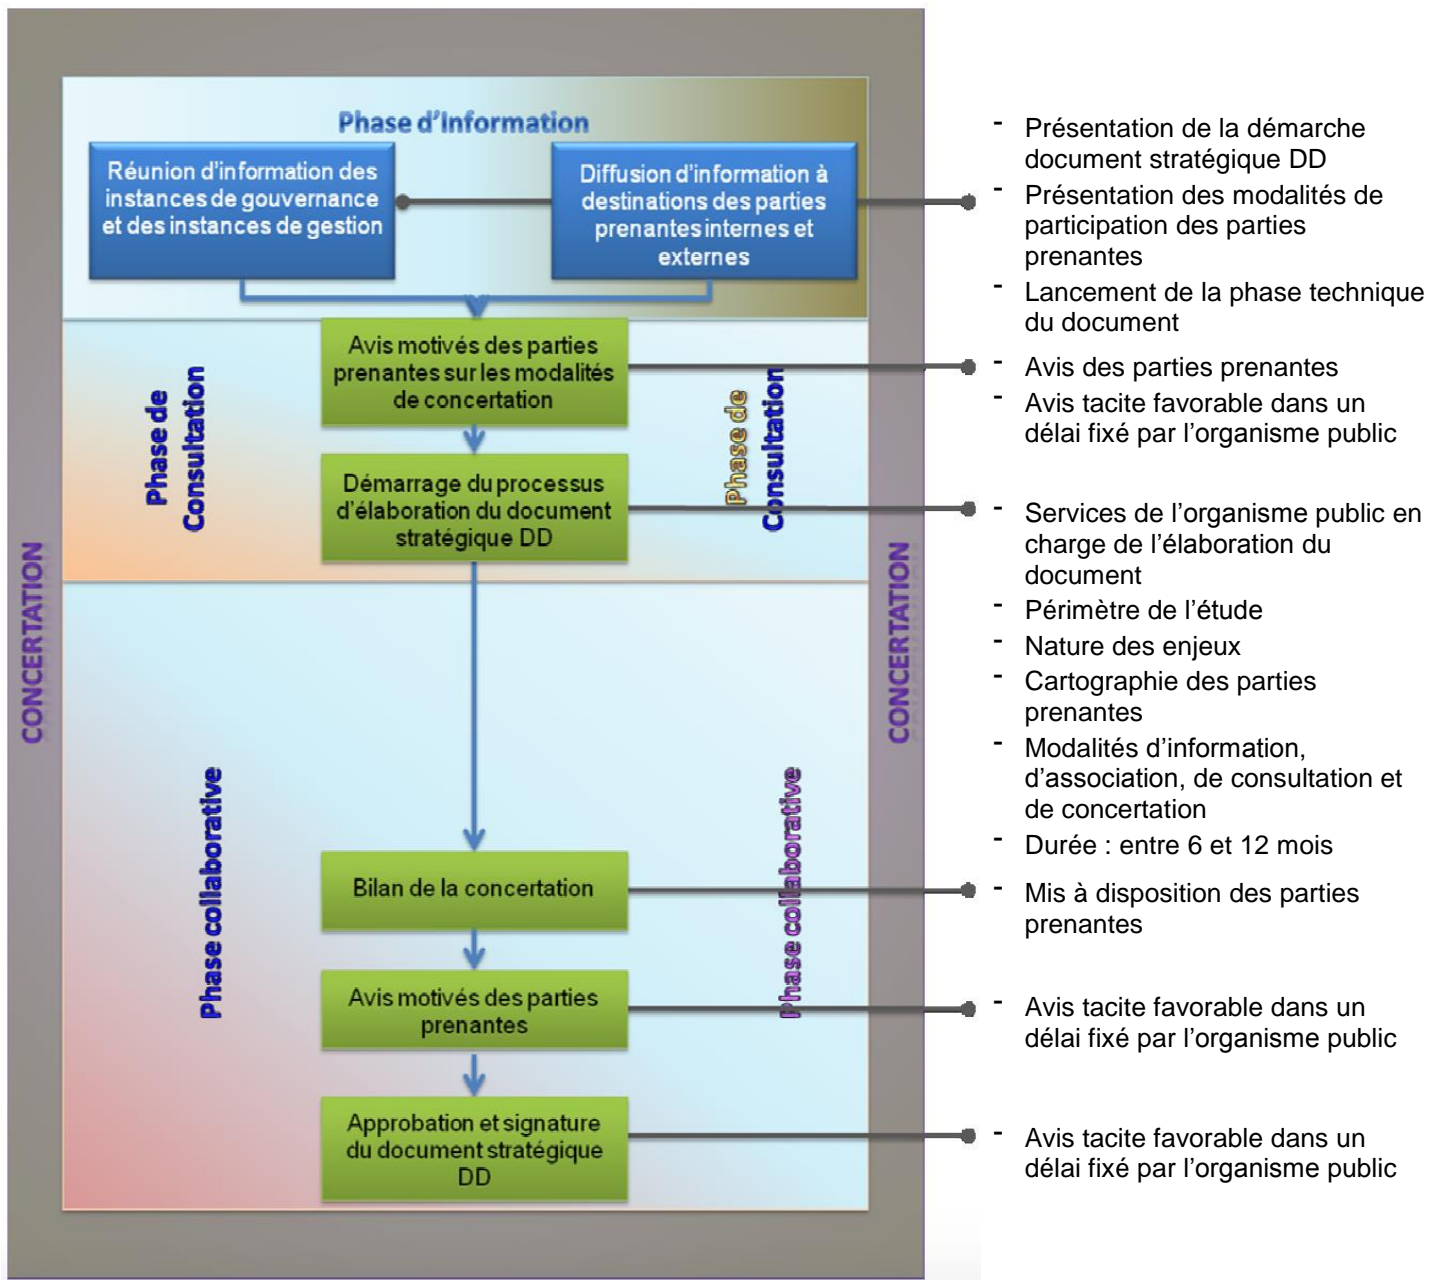 Phase d'Information
Réunion d'information des
instances de gouvernance
et des instances de gestion
Diffusion d'information à
destinations des parties
prenantes internes et
externes
- Présentation de la démarche
document stratégique DD
- Présentation des modalités de
participation des parties
prenantes
- Lancement de la phase technique
du document
Phase de
Consultation
Avis motivés des parties
prenantes sur les modalités
de concertation
Phase de
Consultation
- Avis des parties prenantes
- Avis tacite favorable dans un
délai fixé par l'organisme public
Démarrage du processus
d'élaboration du document
stratégique DD
- Services de l'organisme public en
charge de l'élaboration du
document
- Périmètre de l'étude
- Nature des enjeux
- Cartographie des parties
prenantes
- Modalités d'information,
d'association, de consultation et
de concertation
- Durée : entre 6 et 12 mois
CONCERTATION
CONCERTATION
Phase collaborative
Phase collaborative
Bilan de la concertation
- Mis à disposition des parties
prenantes
Avis motivés des parties
prenantes
- Avis tacite favorable dans un
délai fixé par l'organisme public
Approbation et signature
du document stratégique
DD
- Avis tacite favorable dans un
délai fixé par l'organisme public